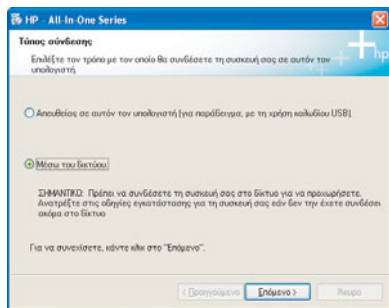 HP - All-In-One Series
Τύπος σύνδεσης
Επιλέξτε τον τρόπο με τον οποίο θα συνδέσετε τη συσκευή σας σε αυτόν τον
υπολογιστή.
hp
Απευθείας σε αυτόν τον υπολογιστή (για παράδειγμα, με τη χρήση καλωδίου USB).
Μέσω του δικτύου.
ΣΗΜΑΝΤΙΚΟ: Πρέπει να συνδέσετε τη συσκευή σας στο δίκτυο για να προχωρήσετε.
Ανατρέξτε στις οδηγίες εγκατάστασης για τη συσκευή σας εάν δεν την έχετε συνδέσει
ακόμα στο δίκτυο
Για να συνεχίσετε, κάντε κλικ στο "Επόμενο".
< Προηγούμενο Επόμενο > Άκυρο